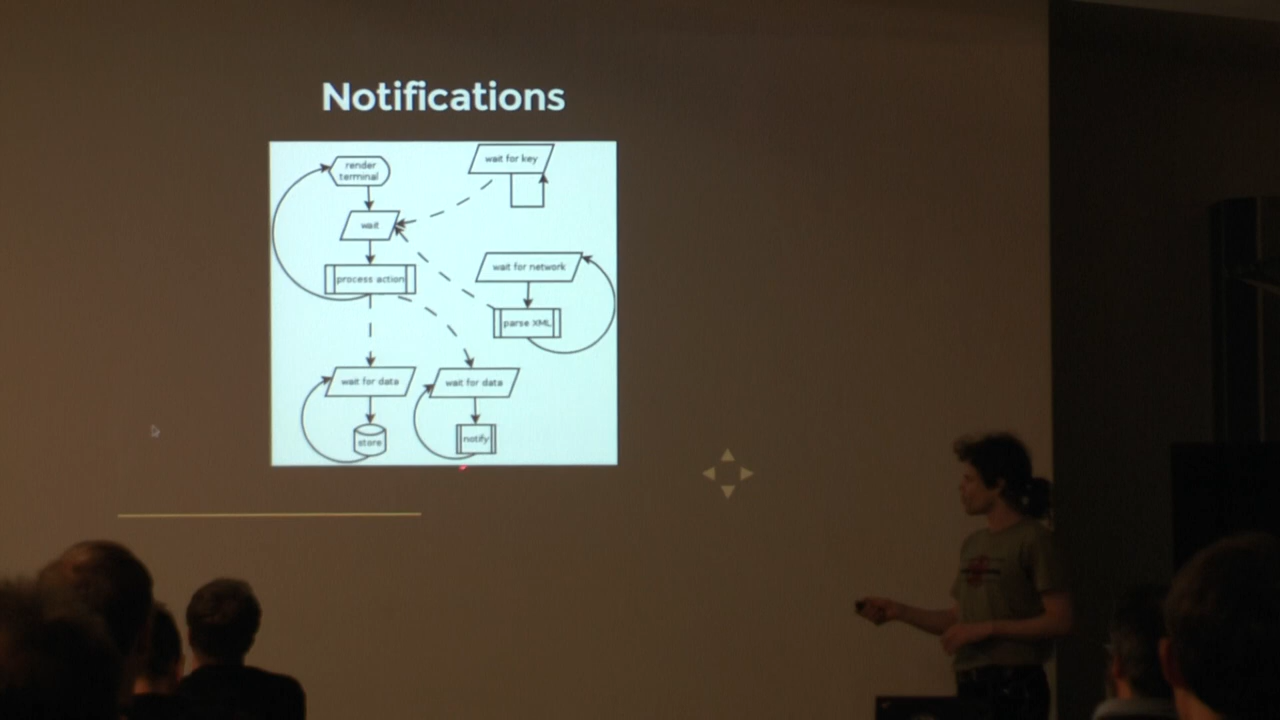 Notifications
render
terminal
wait for key
wait
process action
wait for network
parse XML
wait for data
wait for data
store
notify